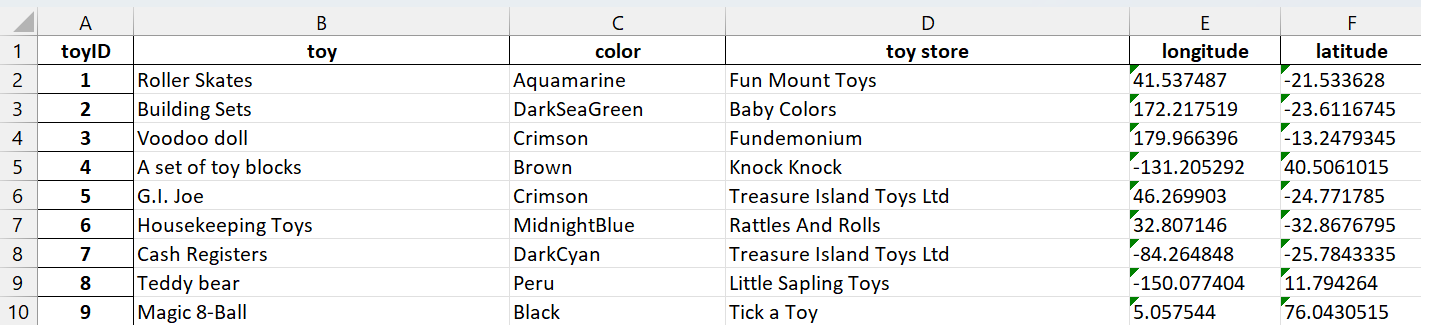 A B C D E F
1 toyID toy color toy store longitude latitude
2 1 Roller Skates Aquamarine Fun Mount Toys 41.537487 -21.533628
3 2 Building Sets DarkSeaGreen Baby Colors 172.217519 -23.6116745
4 3 Voodoo doll Crimson Fundemonium 179.966396 -13.2479345
5 4 A set of toy blocks Brown Knock Knock -131.205292 40.5061015
6 5 G.I. Joe Crimson Treasure Island Toys Ltd 46.269903 -24.771785
7 6 Housekeeping Toys MidnightBlue Rattles And Rolls 32.807146 -32.8676795
8 7 Cash Registers DarkCyan Treasure Island Toys Ltd -84.264848 -25.7843335
9 8 Teddy bear Peru Little Sapling Toys -150.077404 11.794264
10 9 Magic 8-Ball Black Tick a Toy 5.057544 76.0430515